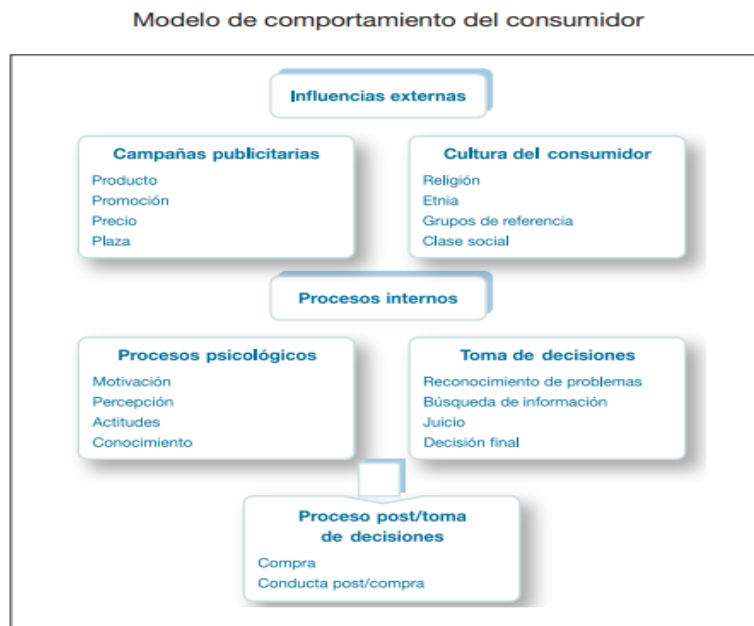 Modelo de comportamiento del consumidor
Influencias externas
Campañas publicitarias
Producto
Promoción
Precio
Plaza
Cultura del consumidor
Religión
Etnia
Grupos de referencia
Clase social
Procesos internos
Procesos psicológicos
Motivación
Percepción
Actitudes
Conocimiento
Toma de decisiones
Reconocimiento de problemas
Búsqueda de información
Juicio
Decisión final
Proceso post/toma
de decisiones
Compra
Conducta post/compra